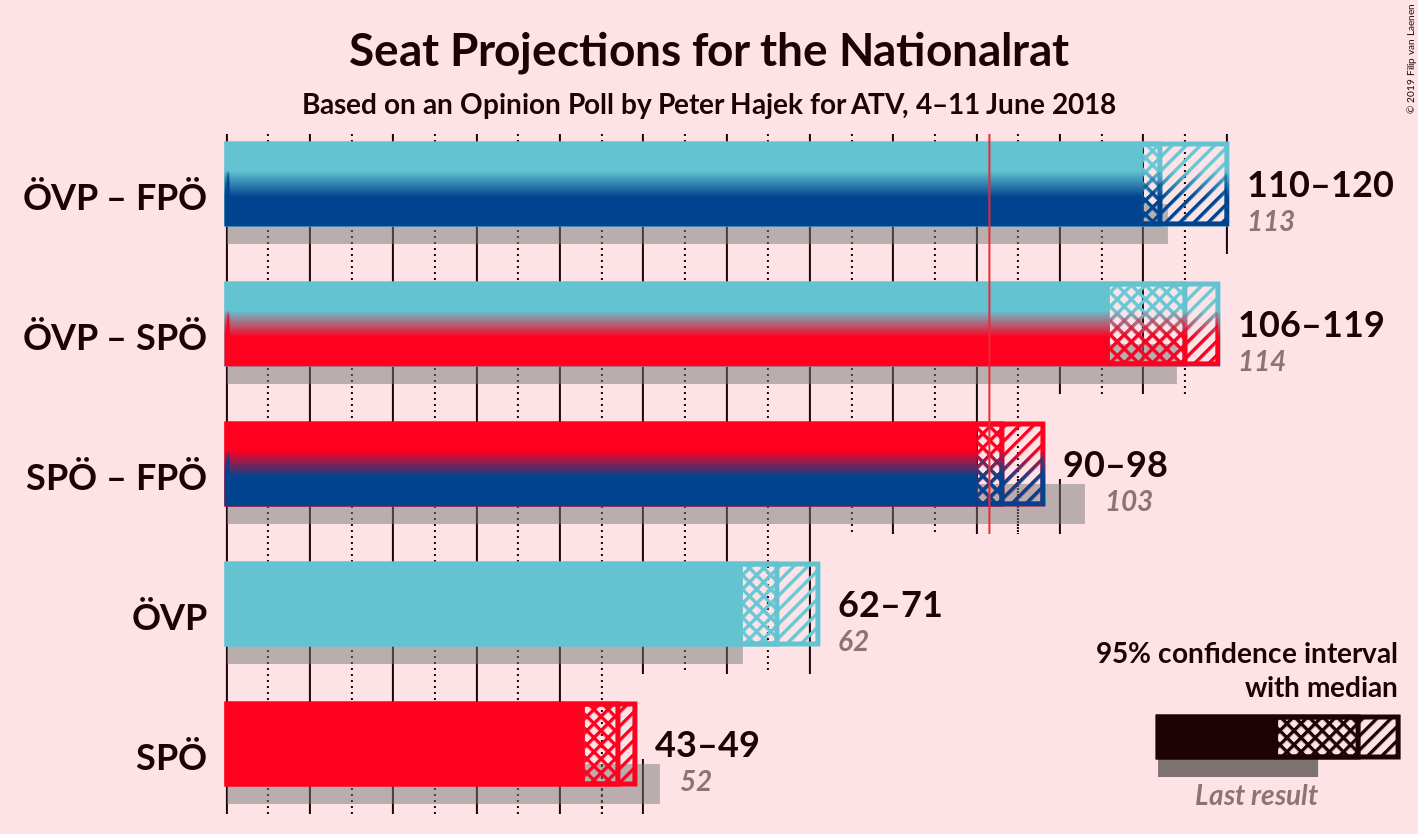 Seat Projections for the Nationalrat
Based on an Opinion Poll by Peter Hajek for ATV, 4–11 June 2018
© 2019 Filip van Laenen
ÖVP – FPÖ
110–120
113
ÖVP – SPÖ
106–119
114
SPÖ – FPÖ
90–98
103
ÖVP
62–71
62
SPÖ
43–49
52
95% confidence interval
with median
Last result